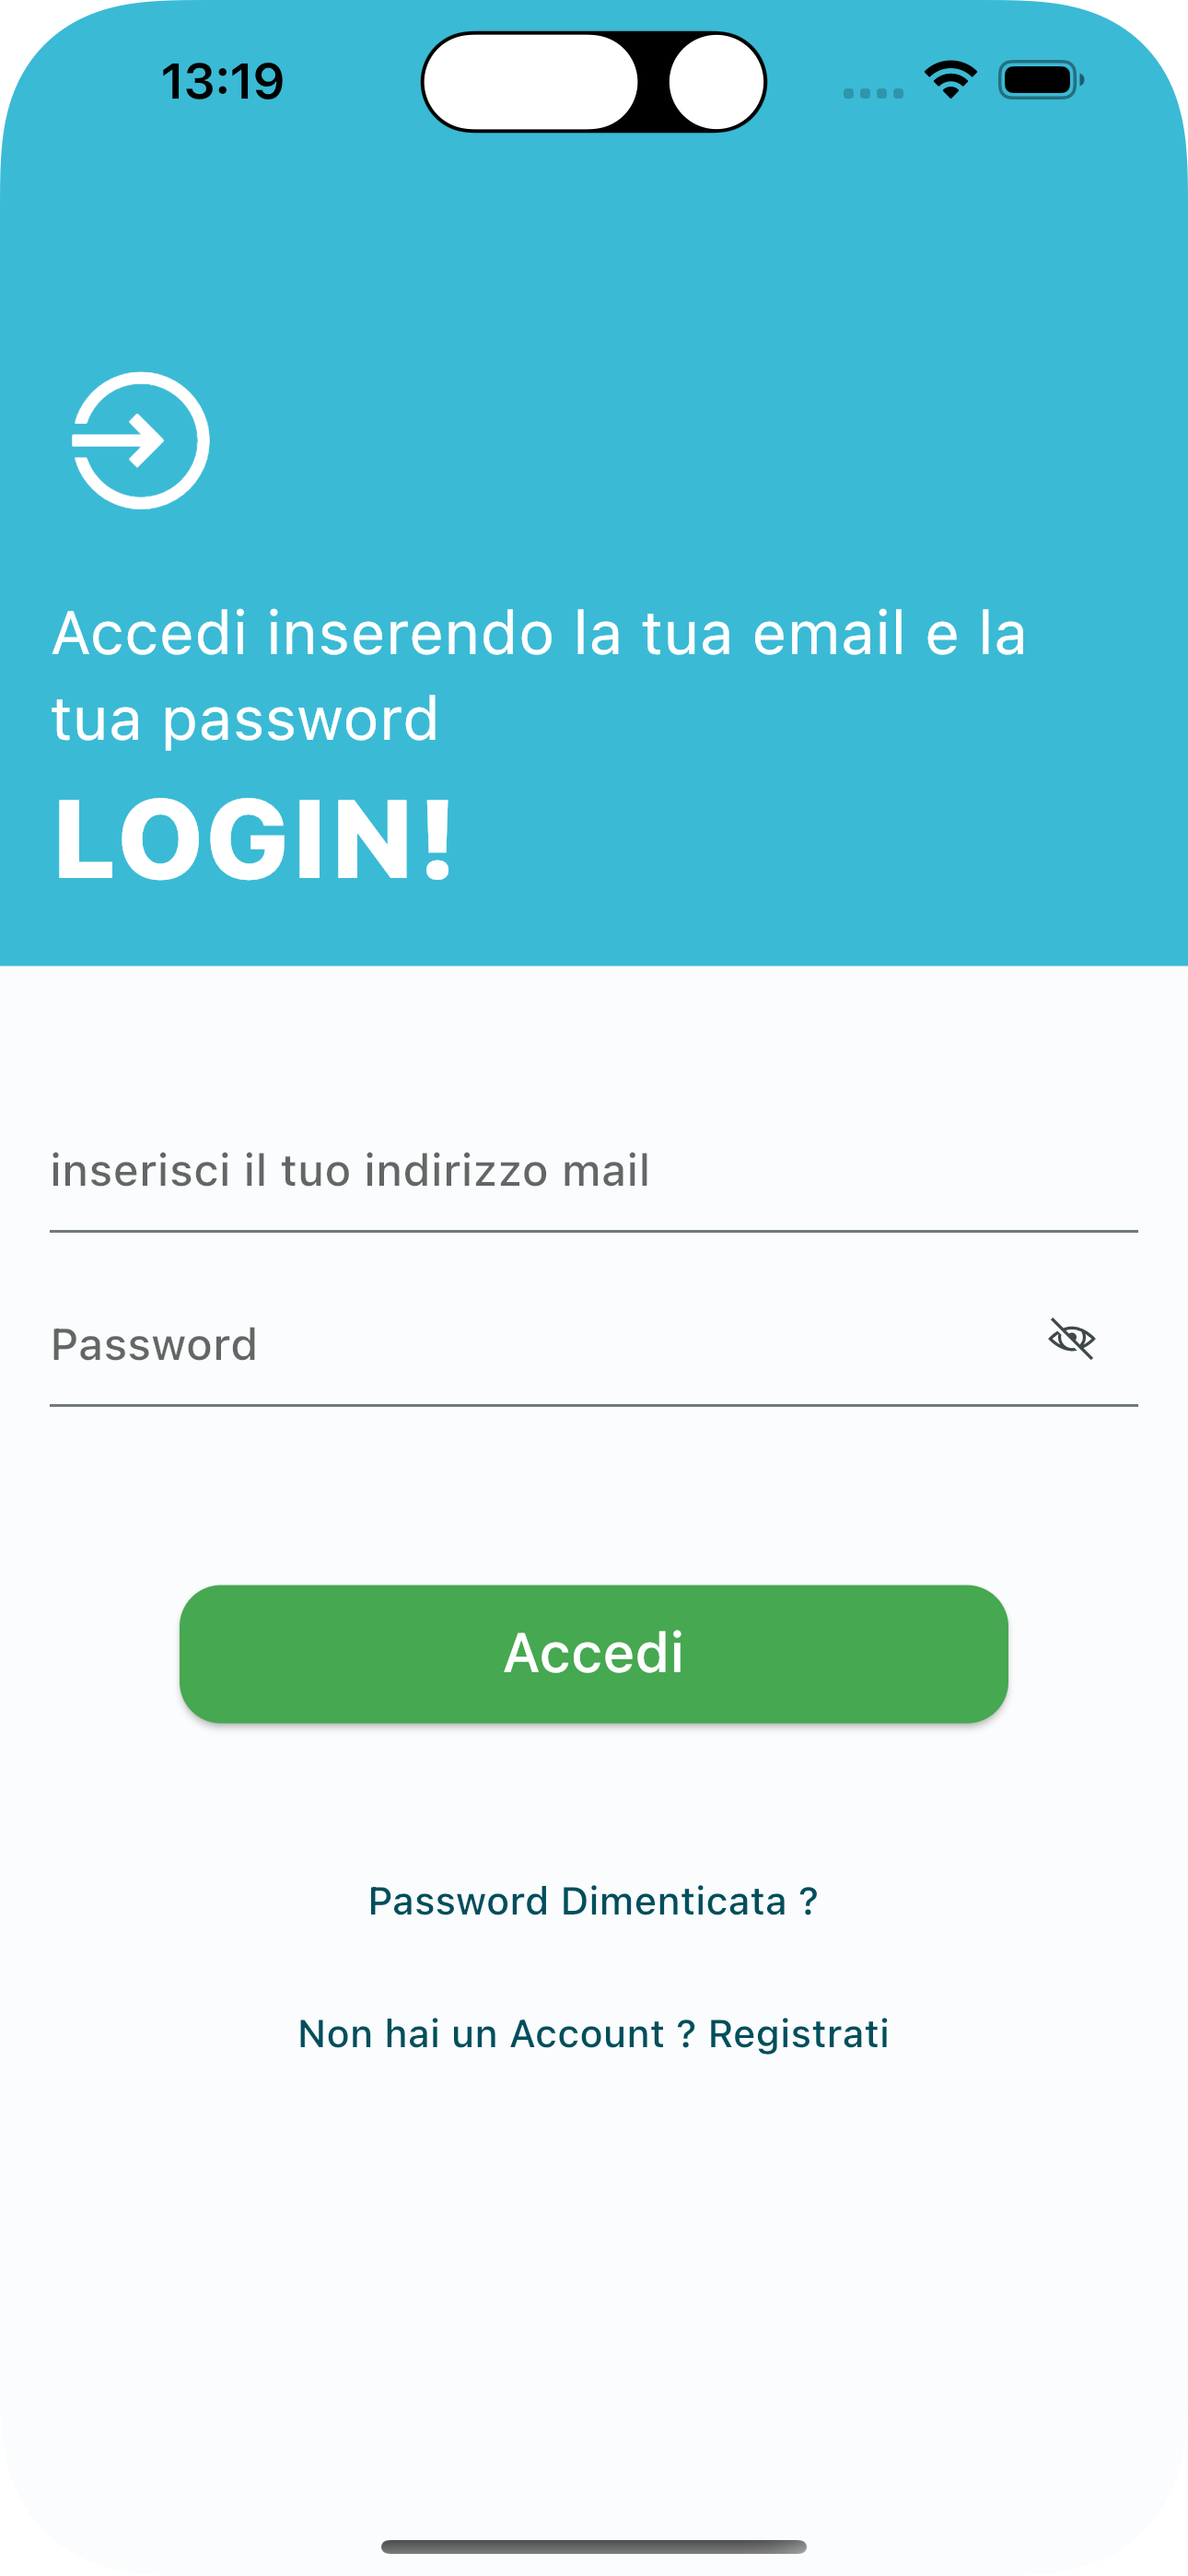 13:19
Accedi inserendo la tua email e la
tua password
LOGIN!
inserisci il tuo indirizzo mail
Password
Accedi
Password Dimenticata ?
Non hai un Account ? Registrati